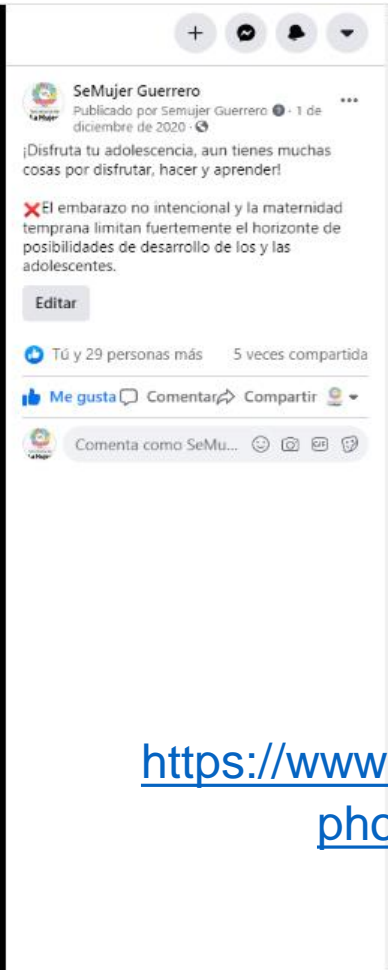 SeMujer Guerrero
Publicado por Semujer Guerrero · 1 de
diciembre de 2020 ·
¡Disfruta tu adolescencia, aun tienes muchas
cosas por disfrutar, hacer y aprender!
❌El embarazo no intencional y la maternidad
temprana limitan fuertemente el horizonte de
posibilidades de desarrollo de los y las
adolescentes.
Editar
Tú y 29 personas más 5 veces compartida
Me gusta Comentar Compartir
Comenta como SeMu... GIF
https://www
pho